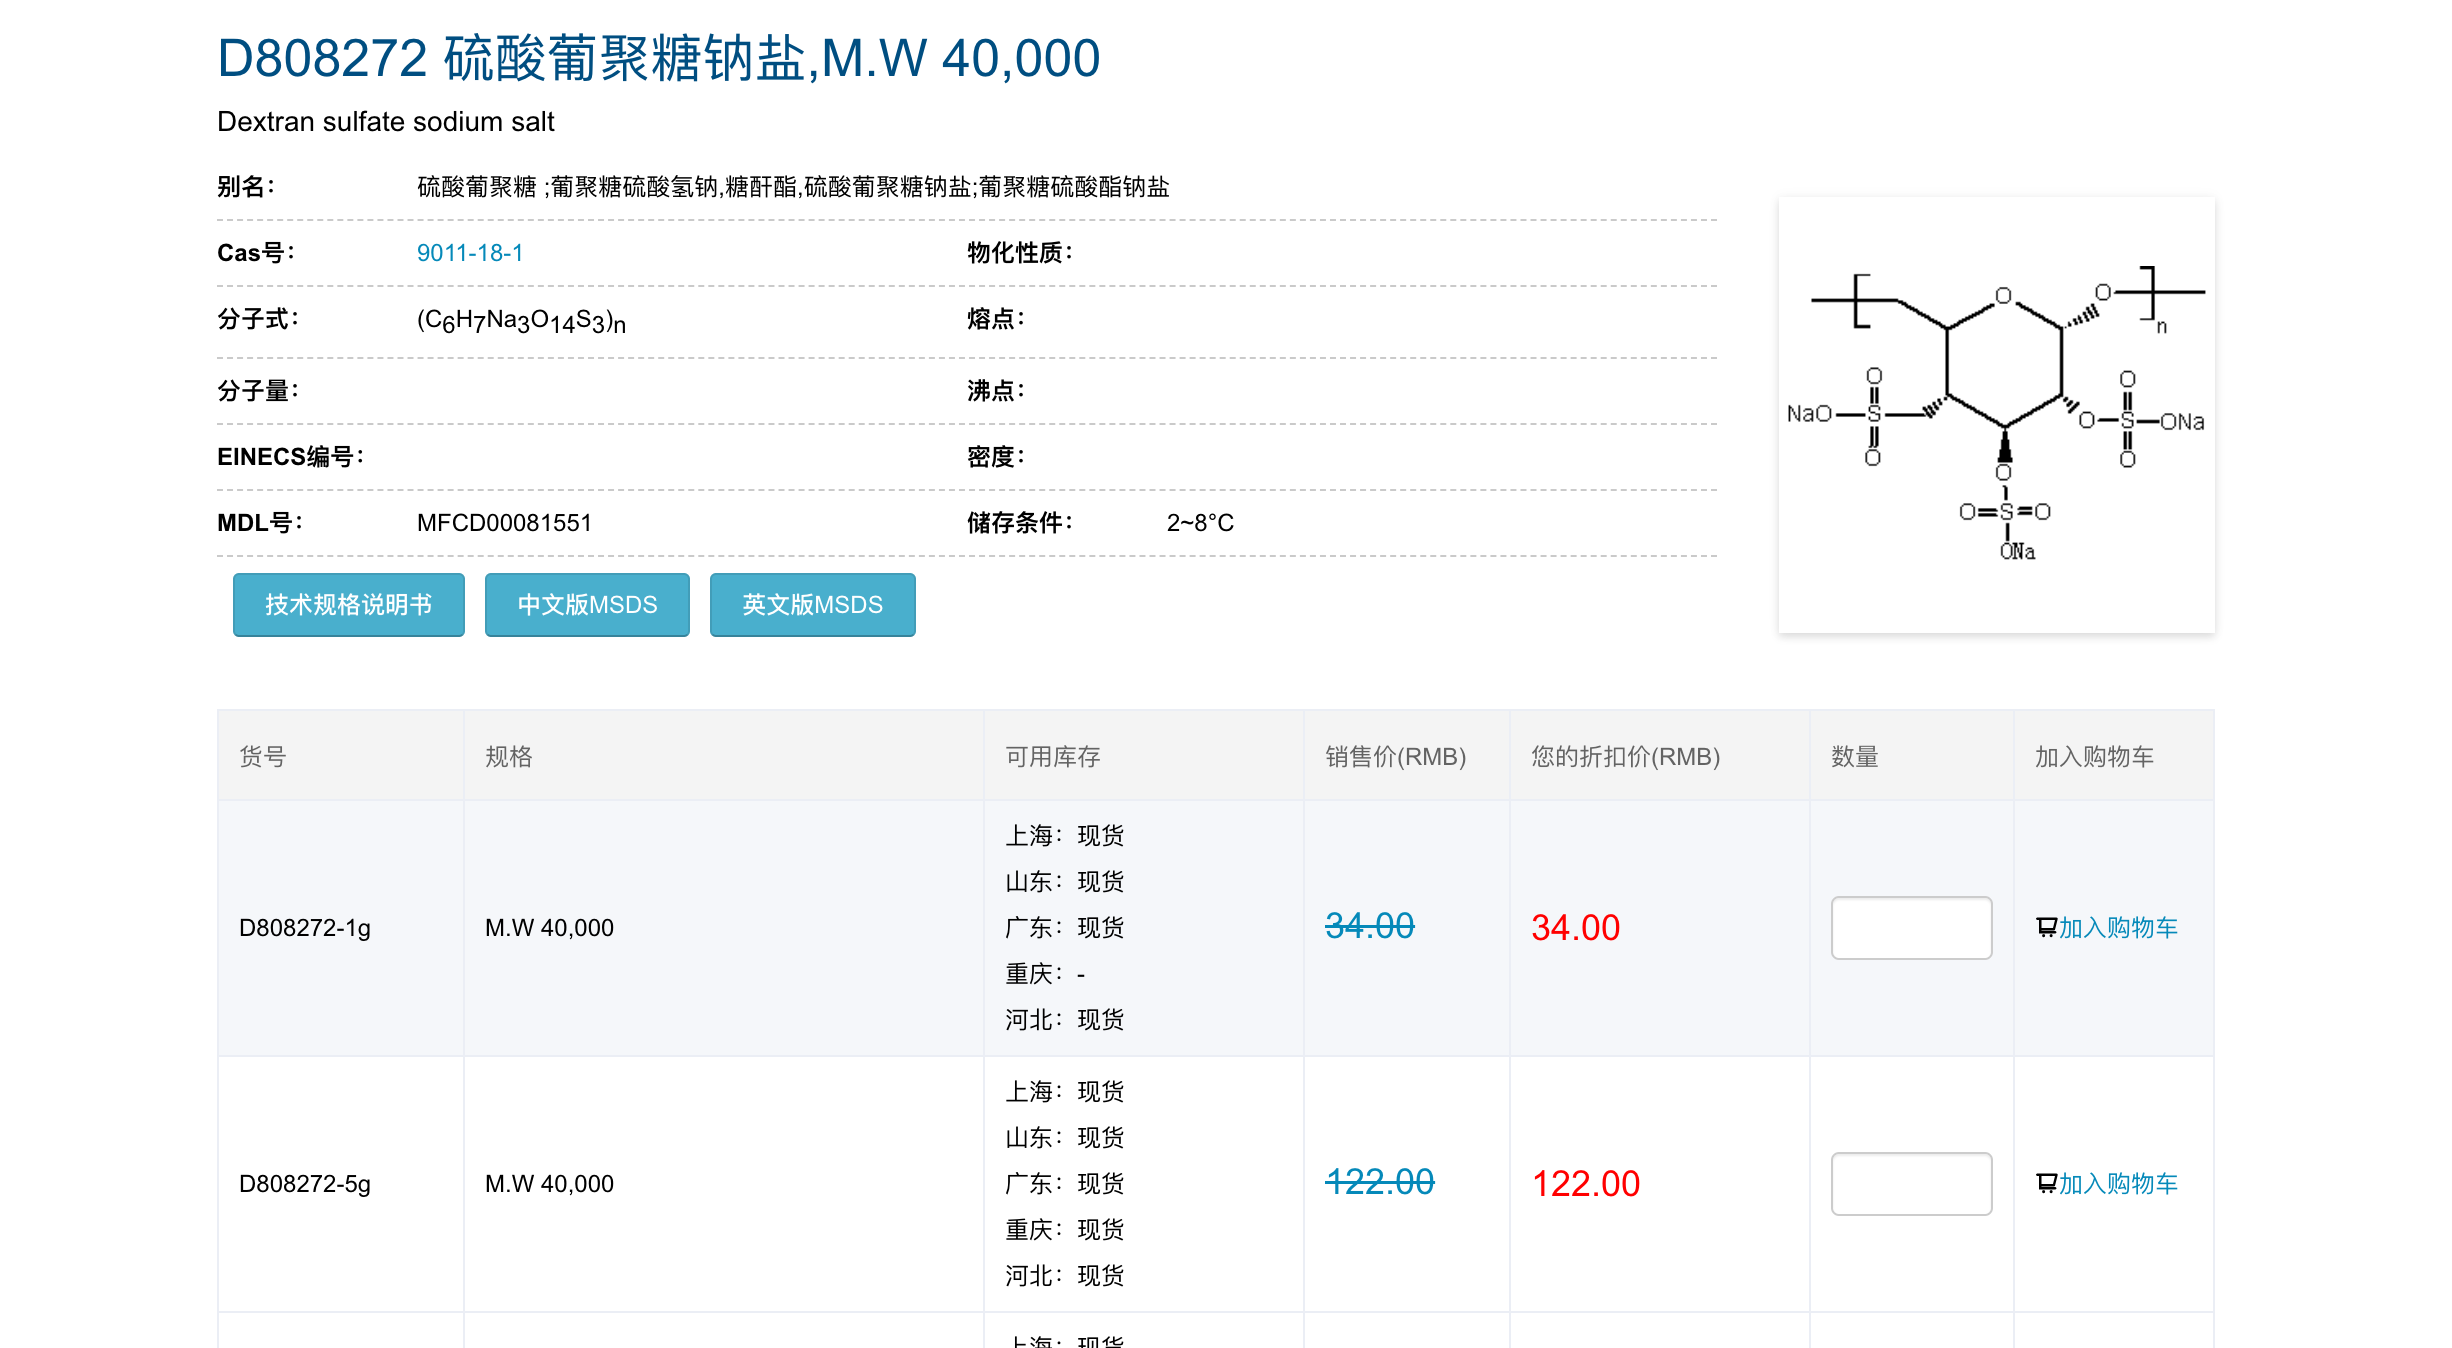 D808272 硫酸葡聚糖钠盐,M.W 40,000
Dextran sulfate sodium salt
别名： 硫酸葡聚糖 ;葡聚糖硫酸氢钠,糖酐酯,硫酸葡聚糖钠盐;葡聚糖硫酸酯钠盐
Cas号： 9011-18-1 物化性质：
分子式： (C6H7Na3O14S3)n 熔点：
分子量： 沸点：
EINECS编号： 密度：
MDL号： MFCD00081551 储存条件： 2~8°C
技术规格说明书 中文版MSDS 英文版MSDS
O O n
O O
NaO S O S ONa
O O O
O S O
ONa
货号 规格 可用库存 销售价(RMB) 您的折扣价(RMB) 数量 加入购物车
上海：现货
山东：现货
D808272-1g M.W 40,000 广东：现货 34.00 34.00 加入购物车
重庆：-
河北：现货
上海：现货
山东：现货
D808272-5g M.W 40,000 广东：现货 122.00 122.00 加入购物车
重庆：现货
河北：现货
上海：现货